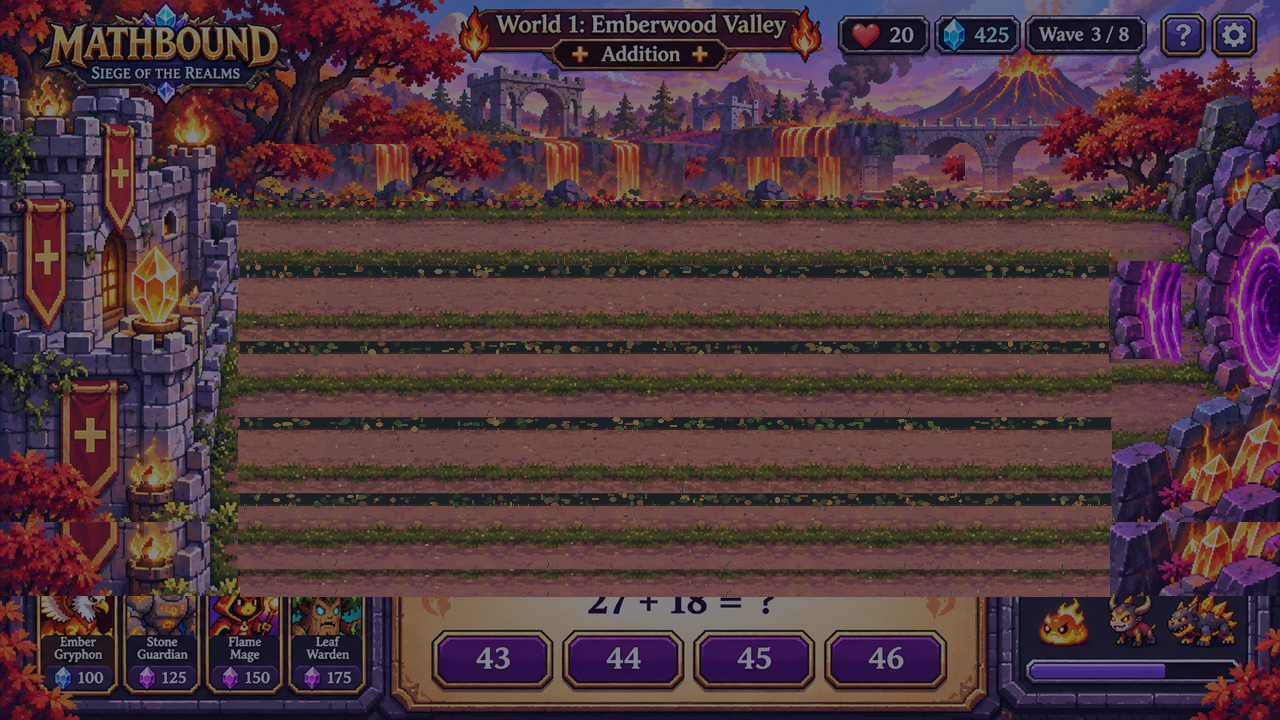 MATHBOUND
SIEGE OF THE REALMS
World 1: Emberwood Valley
Addition
20
425
Wave 3 / 8
?
27 + 18 = ?
43
44
45
46
Ember
Gryphon
100
Stone
Guardian
125
Flame
Mage
150
Leaf
Warden
175